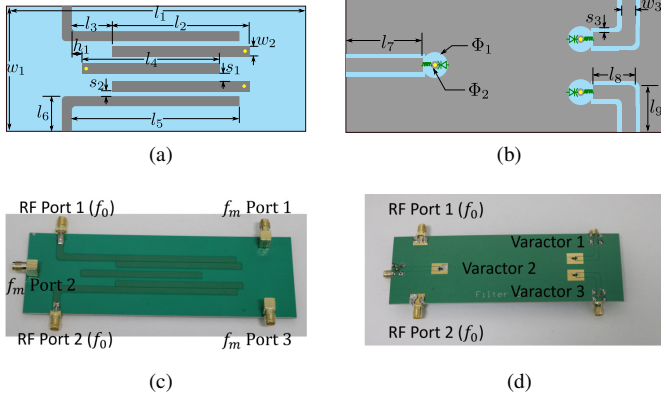 l₁
l₃ l₂
w₂
h₁ l₄
w₁ s₁
s₂
l₆ l₅
(a)
w₃
s₃
l₇ Φ₁
Φ₂ l₈
l₉
(b)
RF Port 1 (f₀) fₘ Port 1
fₘ Port 2
RF Port 2 (f₀) fₘ Port 3
(c)
RF Port 1 (f₀)
Varactor 1
Varactor 2
Varactor 3
Filter
RF Port 2 (f₀)
(d)